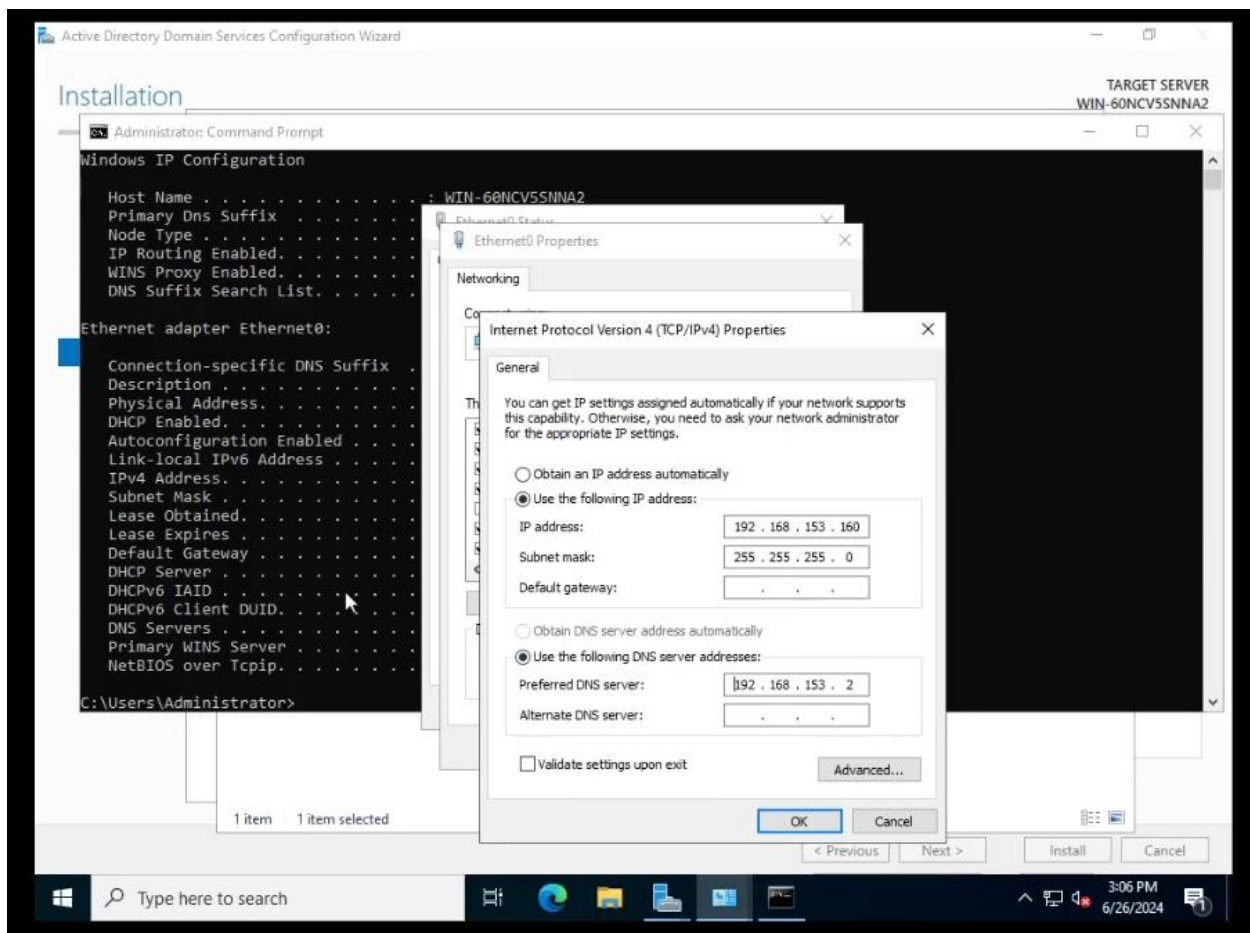 Active Directory Domain Services Configuration Wizard
Installation
TARGET SERVER
WIN-60NCV5SNNA2
Administrator: Command Prompt
Windows IP Configuration
Host Name . . . . . . . . . . . . : WIN-60NCV5SNNA2
Primary Dns Suffix . . . . . . .
Node Type . . . . . . . . . . . .
IP Routing Enabled. . . . . . . .
WINS Proxy Enabled. . . . . . . .
DNS Suffix Search List. . . . . .
Ethernet adapter Ethernet0:
Connection-specific DNS Suffix .
Description . . . . . . . . . . .
Physical Address. . . . . . . . .
DHCP Enabled. . . . . . . . . . .
Autoconfiguration Enabled . . . .
Link-local IPv6 Address . . . . .
IPv4 Address. . . . . . . . . . .
Subnet Mask . . . . . . . . . . .
Lease Obtained. . . . . . . . . .
Lease Expires . . . . . . . . . .
Default Gateway . . . . . . . . .
DHCP Server . . . . . . . . . . .
DHCPv6 IAID . . . . . . . . . . .
DHCPv6 Client DUID. . . . . . . .
DNS Servers . . . . . . . . . . .
Primary WINS Server . . . . . . .
NetBIOS over Tcpip. . . . . . . .
C:\Users\Administrator>
Ethernet0 Status
Ethernet0 Properties
Networking
Internet Protocol Version 4 (TCP/IPv4) Properties
General
You can get IP settings assigned automatically if your network supports
this capability. Otherwise, you need to ask your network administrator
for the appropriate IP settings.
Obtain an IP address automatically
Use the following IP address:
IP address: 192 . 168 . 153 . 160
Subnet mask: 255 . 255 . 255 . 0
Default gateway: . . .
Obtain DNS server address automatically
Use the following DNS server addresses:
Preferred DNS server: 192 . 168 . 153 . 2
Alternate DNS server: . . .
Validate settings upon exit
Advanced...
OK Cancel
1 item 1 item selected
< Previous Next > Install Cancel
Type here to search
3:06 PM
6/26/2024
1